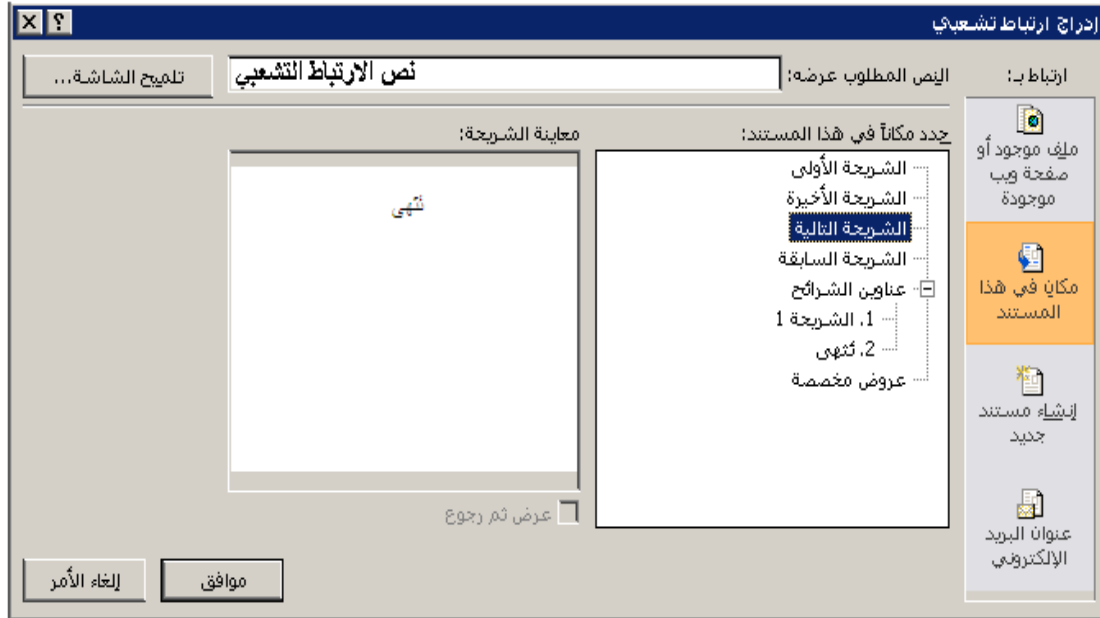 إدراج ارتباط تشعبي
ارتباط بـ:
النص المطلوب عرضه:
نص الارتباط التشعبي
تلميح الشاشة...
ملف موجود أو
صفحة ويب
موجودة
مكان في هذا
المستند
إنشاء مستند
جديد
عنوان البريد
الإلكتروني
حدد مكاناً في هذا المستند:
الشريحة الأولى
الشريحة الأخيرة
الشريحة التالية
الشريحة السابقة
عناوين الشرائح
1. الشريحة 1
2. ئثهى
عروض مخصصة
معاينة الشريحة:
ئثهى
عرض ثم رجوع
موافق
إلغاء الأمر